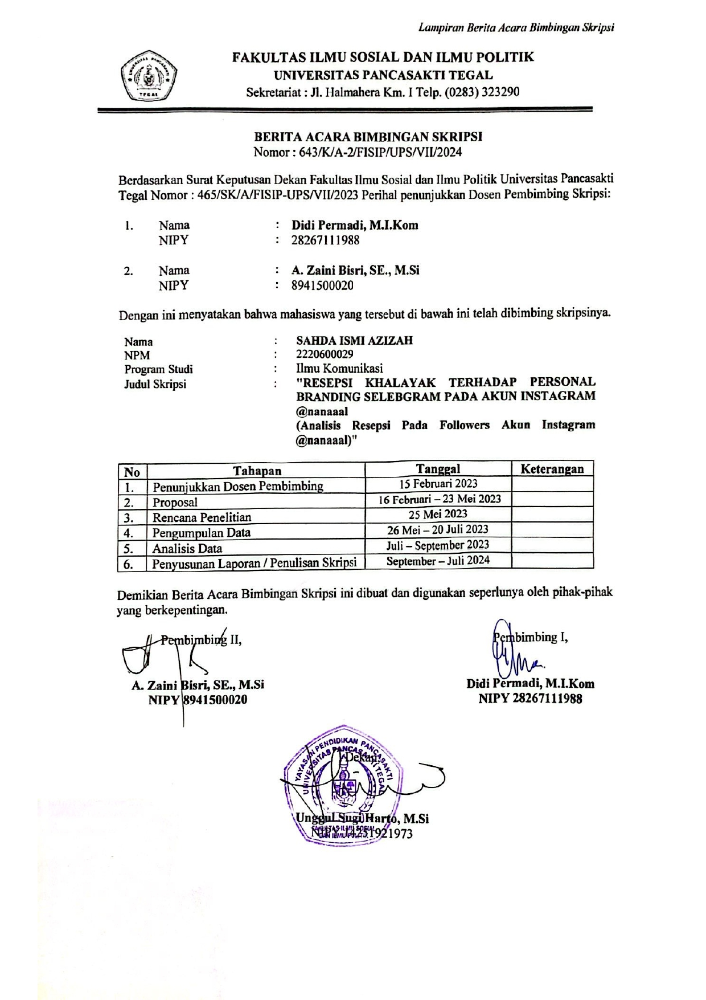 Lampiran Berita Acara Bimbingan Skripsi
FAKULTAS ILMU SOSIAL DAN ILMU POLITIK
UNIVERSITAS PANCASAKTI TEGAL
Sekretariat : Jl. Halmahera Km. I Telp. (0283) 323290
UNIVERSITAS PANCASAKTI
TEGAL
BERITA ACARA BIMBINGAN SKRIPSI
Nomor : 643/K/A-2/FISIP/UPS/VII/2024
Berdasarkan Surat Keputusan Dekan Fakultas Ilmu Sosial dan Ilmu Politik Universitas Pancasakti
Tegal Nomor : 465/SK/A/FISIP-UPS/VII/2023 Perihal penunjukkan Dosen Pembimbing Skripsi:
1. Nama : Didi Permadi, M.I.Kom
NIPY : 28267111988
2. Nama : A. Zaini Bisri, SE., M.Si
NIPY : 8941500020
Dengan ini menyatakan bahwa mahasiswa yang tersebut di bawah ini telah dibimbing skripsinya.
Nama : SAHDA ISMI AZIZAH
NPM : 2220600029
Program Studi : Ilmu Komunikasi
Judul Skripsi : "RESEPSI KHALAYAK TERHADAP PERSONAL
BRANDING SELEBGRAM PADA AKUN INSTAGRAM
@nanaaal
(Analisis Resepsi Pada Followers Akun Instagram
@nanaaal)"
No Tahapan Tanggal Keterangan
1. Penunjukkan Dosen Pembimbing 15 Februari 2023
2. Proposal 16 Februari – 23 Mei 2023
3. Rencana Penelitian 25 Mei 2023
4. Pengumpulan Data 26 Mei – 20 Juli 2023
5. Analisis Data Juli – September 2023
6. Penyusunan Laporan / Penulisan Skripsi September – Juli 2024
Demikian Berita Acara Bimbingan Skripsi ini dibuat dan digunakan seperlunya oleh pihak-pihak
yang berkepentingan.
Pembimbing II, Pembimbing I,
A. Zaini Bisri, SE., M.Si Didi Permadi, M.I.Kom
NIPY 8941500020 NIPY 28267111988
YAYASAN PENDIDIKAN PANCASAKTI
UNIVERSITAS PANCASAKTI TEGAL
Dekan,
Unggul Sugi Harto, M.Si
NIPY 14251921973
FAKULTAS ILMU SOSIAL
DAN ILMU POLITIK